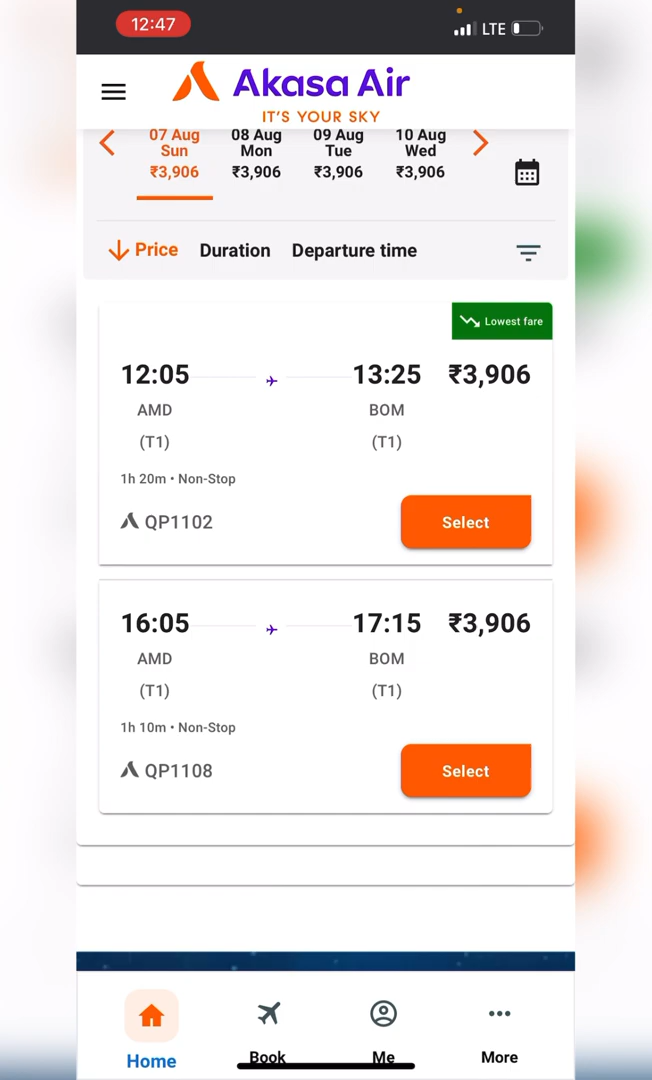 12:47
LTE
Akasa Air
IT'S YOUR SKY
07 Aug 08 Aug 09 Aug 10 Aug
Sun Mon Tue Wed
₹3,906 ₹3,906 ₹3,906 ₹3,906
Price Duration Departure time
Lowest fare
12:05 13:25 ₹3,906
AMD BOM
(T1) (T1)
1h 20m • Non-Stop
QP1102 Select
16:05 17:15 ₹3,906
AMD BOM
(T1) (T1)
1h 10m • Non-Stop
QP1108 Select
Home Book Me More